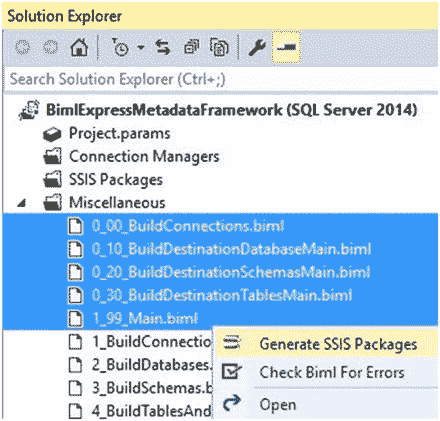 Solution Explorer
Search Solution Explorer (Ctrl+;)
BimlExpressMetadataFramework (SQL Server 2014)
Project.params
Connection Managers
SSIS Packages
Miscellaneous
0_00_BuildConnections.biml
0_10_BuildDestinationDatabaseMain.biml
0_20_BuildDestinationSchemasMain.biml
0_30_BuildDestinationTablesMain.biml
1_99_Main.biml
1_BuildConnectio
Generate SSIS Packages
2_BuildDatabases.
Check Biml For Errors
3_BuildSchemas.b
4_BuildTablesAnd
Open